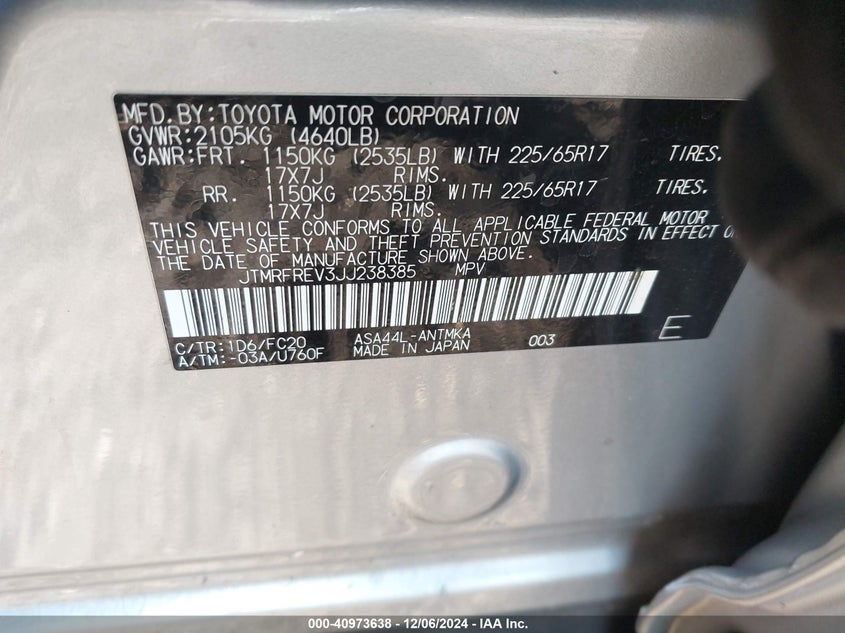 MFD.BY:TOYOTA MOTOR CORPORATION
GVWR:2105KG (4640LB)
GAWR:FRT. 1150KG (2535LB) WITH 225/65R17 TIRES.
17X7J RIMS.
RR. 1150KG (2535LB) WITH 225/65R17 TIRES.
17X7J RIMS.
THIS VEHICLE CONFORMS TO ALL APPLICABLE FEDERAL MOTOR
VEHICLE SAFETY AND THEFT PREVENTION STANDARDS IN EFFECT O
THE DATE OF MANUFACTURE SHOWN ABOVE.
JTMRFREV3JJ238385 MPV
C/TR:1D6/FC20 ASA44L-ANTMKA
A/TM:-03A/U760F MADE IN JAPAN 003 E
000-40973638 - 12/06/2024 - IAA Inc.